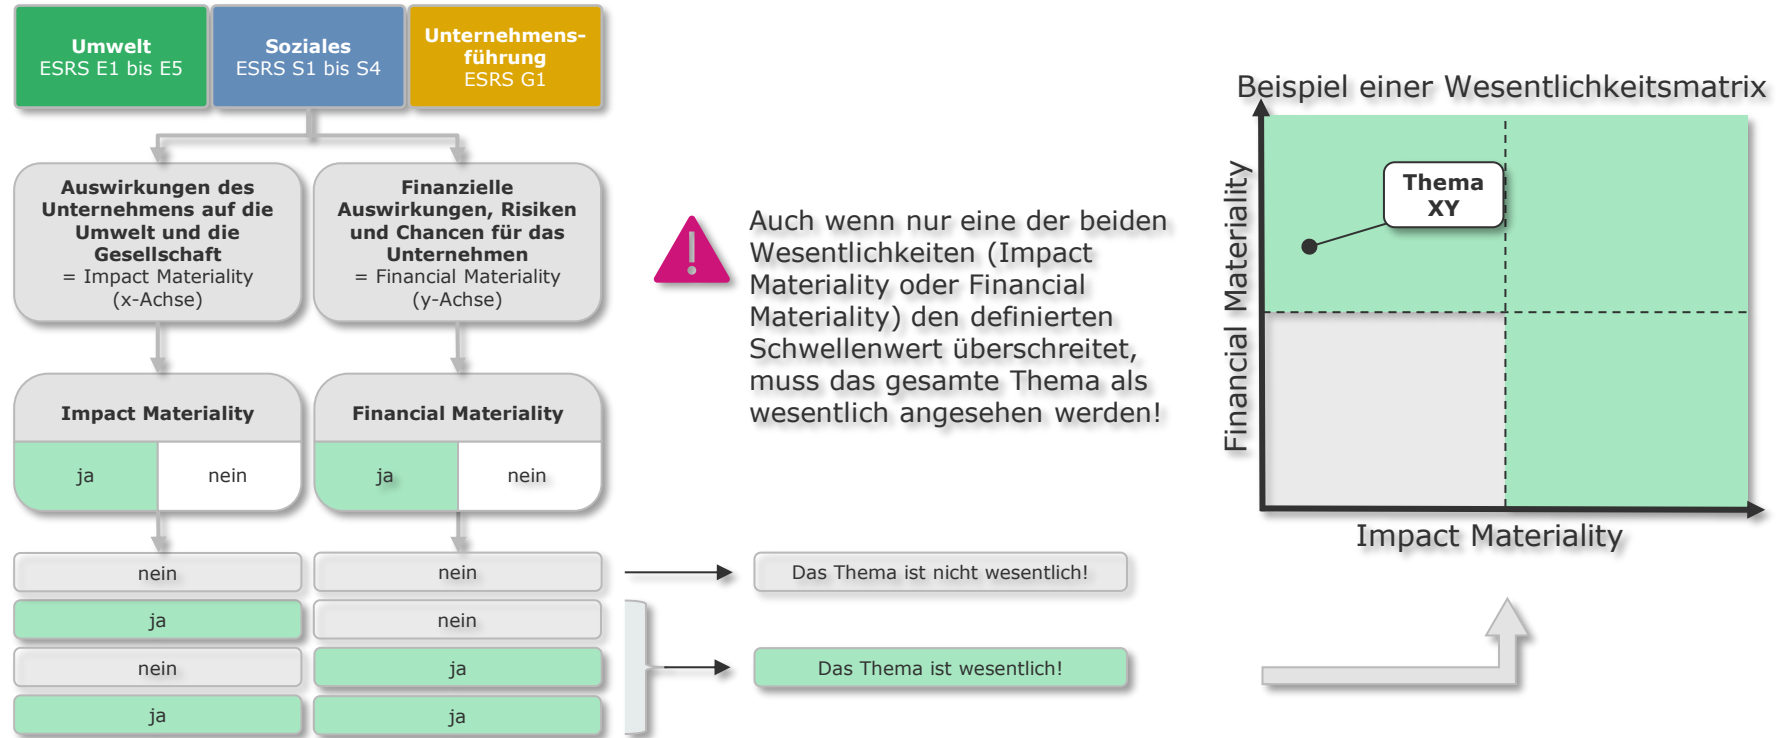 Umwelt
ESRS E1 bis E5
Soziales
ESRS S1 bis S4
Unternehmens-
führung
ESRS G1
Auswirkungen des
Unternehmens auf die
Umwelt und die
Gesellschaft
= Impact Materiality
(x-Achse)
Finanzielle
Auswirkungen, Risiken
und Chancen für das
Unternehmen
= Financial Materiality
(y-Achse)
Impact Materiality
ja
nein
Financial Materiality
ja
nein
nein
nein
ja
nein
nein
ja
ja
ja
Auch wenn nur eine der beiden
Wesentlichkeiten (Impact
Materiality oder Financial
Materiality) den definierten
Schwellenwert überschreitet,
muss das gesamte Thema als
wesentlich angesehen werden!
Das Thema ist nicht wesentlich!
Das Thema ist wesentlich!
Beispiel einer Wesentlichkeitsmatrix
Financial Materiality
Thema
XY
Impact Materiality